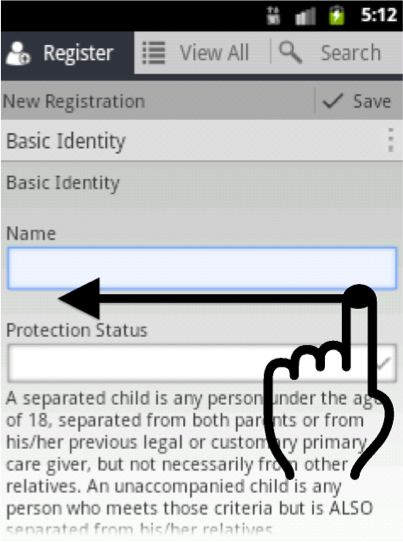 5:12
Register View All Search
New Registration Save
Basic Identity
Basic Identity
Name
Protection Status
A separated child is any person under the age
of 18, separated from both parents or from
his/her previous legal or customary primary
care giver, but not necessarily from other
relatives. An unaccompanied child is any
person who meets those criteria but is ALSO
separated from his/her relatives